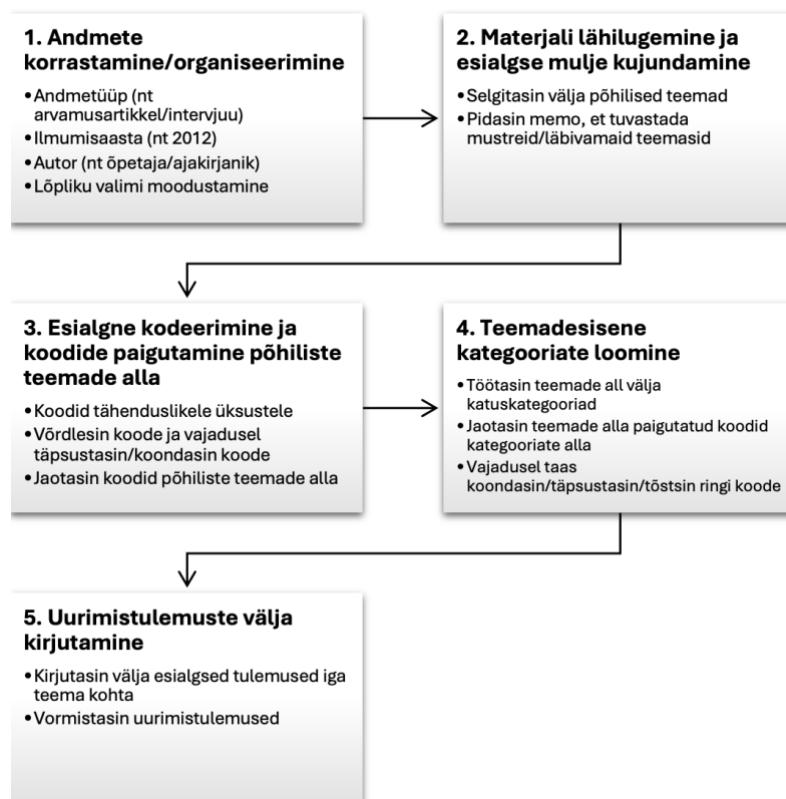 1. Andmete
korrastamine/organiseerimine
• Andmetüüp (nt
arvamusartikkel/intervjuu)
• Ilmumisaasta (nt 2012)
• Autor (nt õpetaja/ajakirjanik)
• Lõpliku valimi moodustamine
2. Materjali lähilugemine ja
esialgse mulje kujundamine
• Selgitasin välja põhilised teemad
• Pidasin memo, et tuvastada
mustreid/läbivamaid teemasid
3. Esialgne kodeerimine ja
koodide paigutamine põhiliste
teemade alla
• Koodid tähenduslikele üksustele
• Võrdlesin koode ja vajadusel
täpsustasin/koondasin koode
• Jaotasin koodid põhiliste teemade alla
4. Teemadesisene
kategooriate loomine
• Töötasin teemade all välja
katuskategooriad
• Jaotasin teemade alla paigutatud koodid
kategooriate alla
• Vajadusel taas
koondasin/täpsustasin/tõstsin ringi koode
5. Uurimistulemuste välja
kirjutamine
• Kirjutasin välja esialgsed tulemused iga
teema kohta
• Vormistasin uurimistulemused